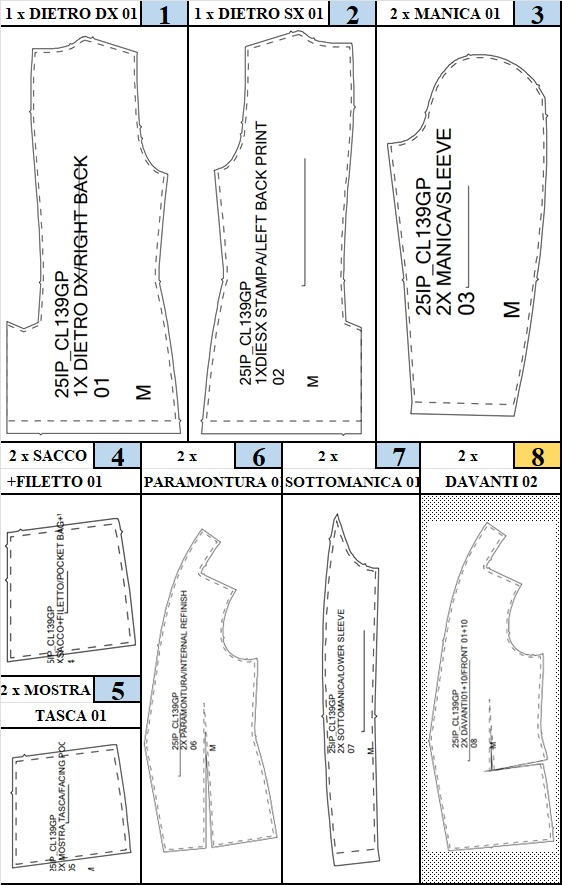 1 x DIETRO DX 01
1
1 x DIETRO SX 01
2
2 x MANICA 01
3
25IP_CL139GP
1X DIETRO DX/RIGHT BACK
01
M
25IP_CL139GP
1XDIESX STAMPA/LEFT BACK PRINT
02
M
25IP_CL139GP
2X MANICA/SLEEVE
03
M
2 x SACCO
4
+FILETTO 01
2 x
6
PARAMONTURA 0
2 x
7
SOTTOMANICA 01
2 x
8
DAVANTI 02
5IP_CL139GP
XSACCO+FILETTO/POCKET BAG+
2 x MOSTRA
5
TASCA 01
25IP_CL139GP
2X MOSTRA TASCA/FACING POC
05
25IP_CL139GP
2X PARAMONTURA/INTERNAL REFINISH
06
M
25IP_CL139GP
2X SOTTOMANICA/LOWER SLEEVE
07
M
25IP_CL139GP
2X DAVANTI01+10/FRONT 01+10
08
M